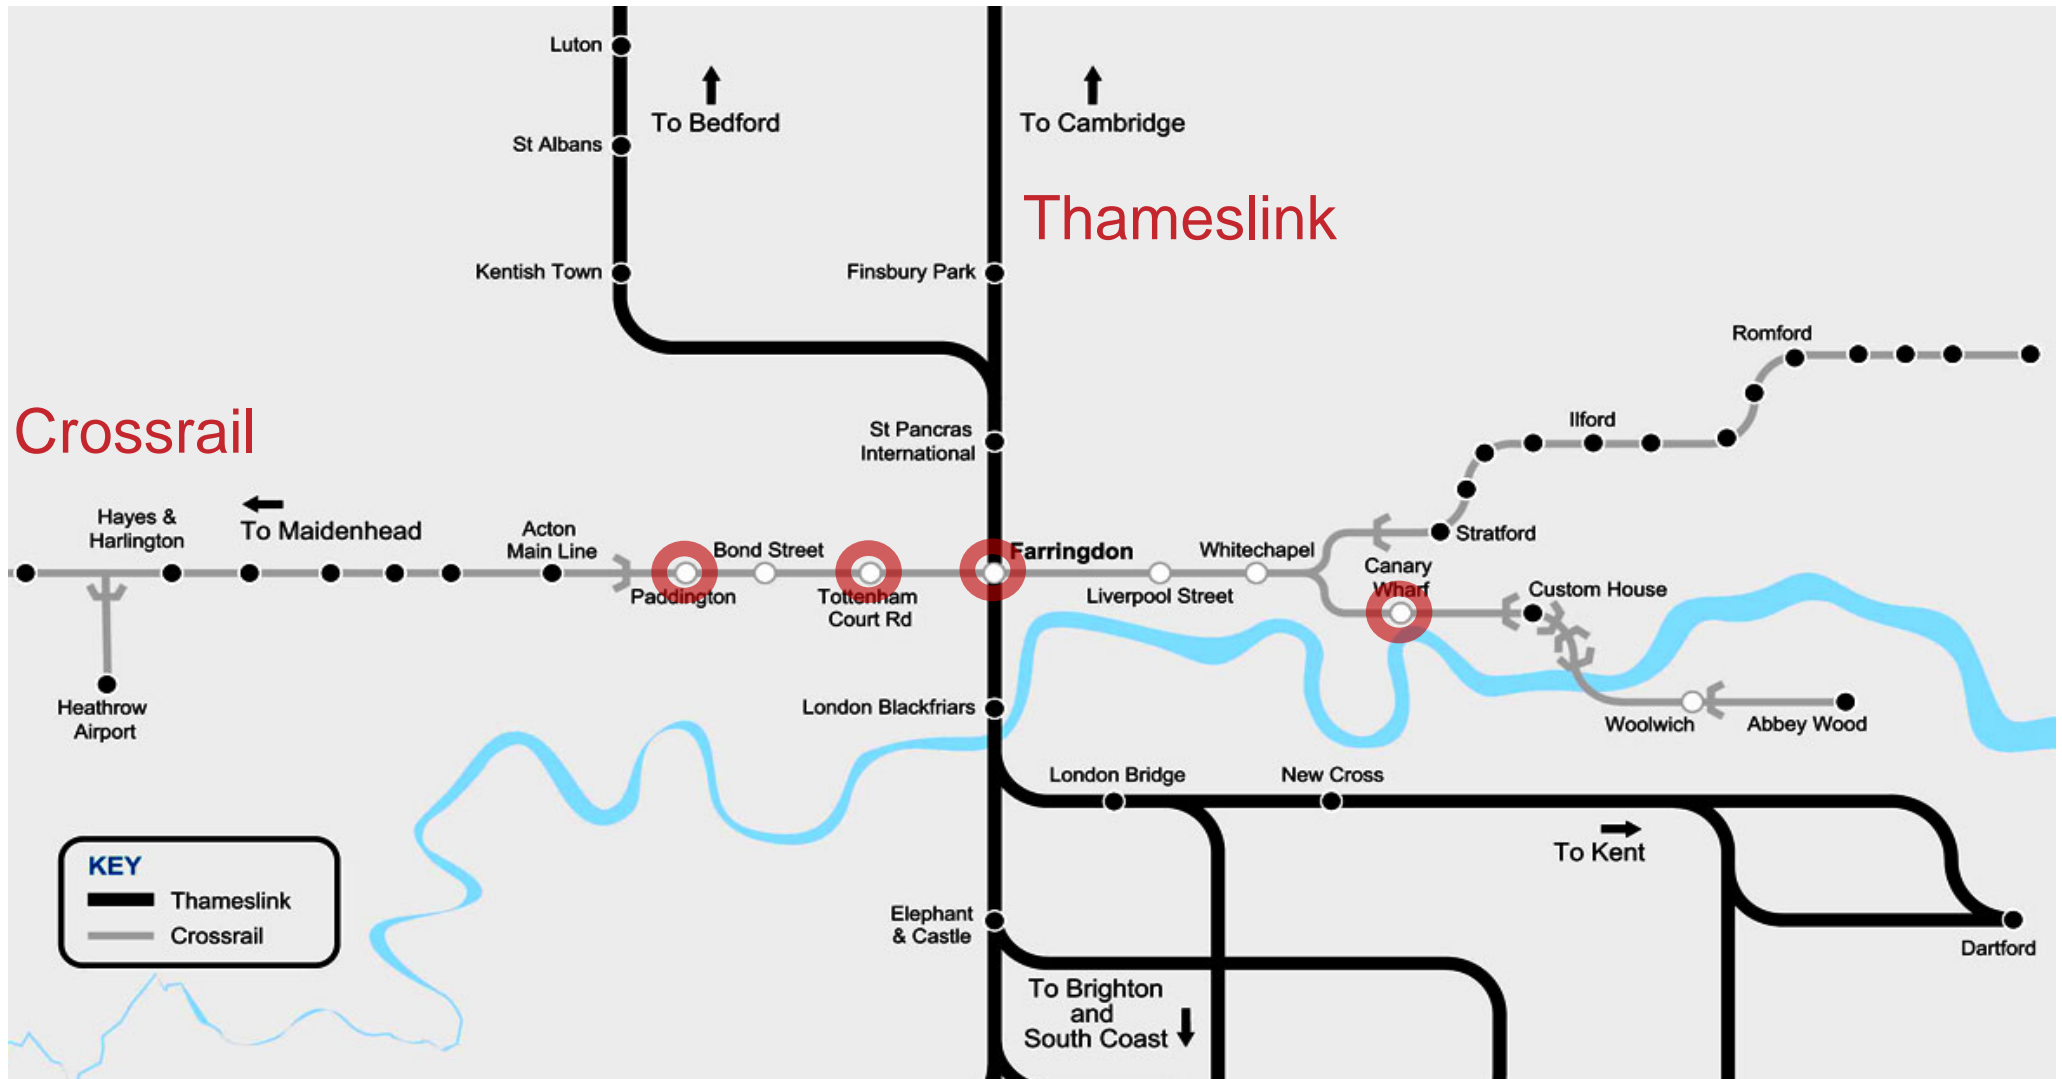 Luton
To Bedford
To Cambridge
St Albans
Thameslink
Kentish Town
Finsbury Park
Romford
Crossrail
St Pancras
International
Ilford
Hayes &
Harlington
To Maidenhead
Acton
Main Line
Bond Street
Farringdon
Whitechapel
Stratford
Canary
Wharf
Paddington
Tottenham
Court Rd
Liverpool Street
Custom House
Heathrow
Airport
London Blackfriars
Woolwich
Abbey Wood
London Bridge
New Cross
To Kent
KEY
Thameslink
Crossrail
Elephant
& Castle
Dartford
To Brighton
and
South Coast